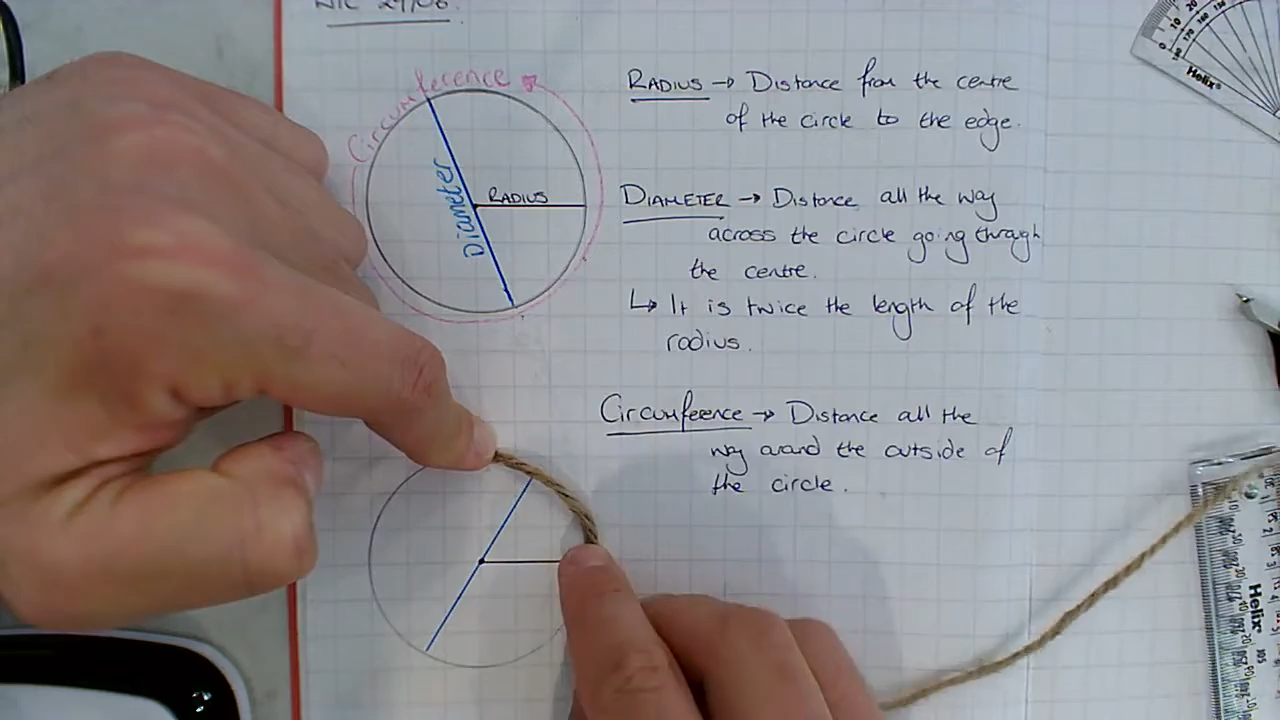 Circumference
Diameter
RADIUS
RADIUS → Distance from the centre
of the circle to the edge.
DIAMETER → Distance all the way
across the circle going through
the centre.
↳ It is twice the length of the
radius.
Circumfeence → Distance all the
way around the outside of
the circle.
Helix
Helix